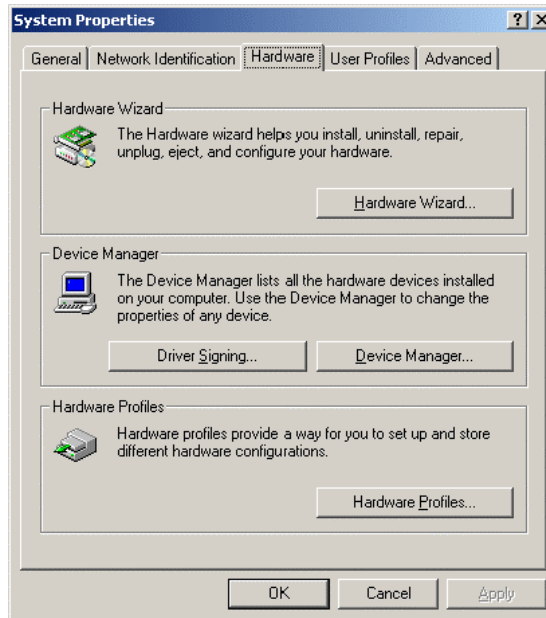 System Properties
General
Network Identification
Hardware
User Profiles
Advanced
Hardware Wizard
The Hardware wizard helps you install, uninstall, repair,
unplug, eject, and configure your hardware.
Hardware Wizard...
Device Manager
The Device Manager lists all the hardware devices installed
on your computer. Use the Device Manager to change the
properties of any device.
Driver Signing...
Device Manager...
Hardware Profiles
Hardware profiles provide a way for you to set up and store
different hardware configurations.
Hardware Profiles...
OK
Cancel
Apply